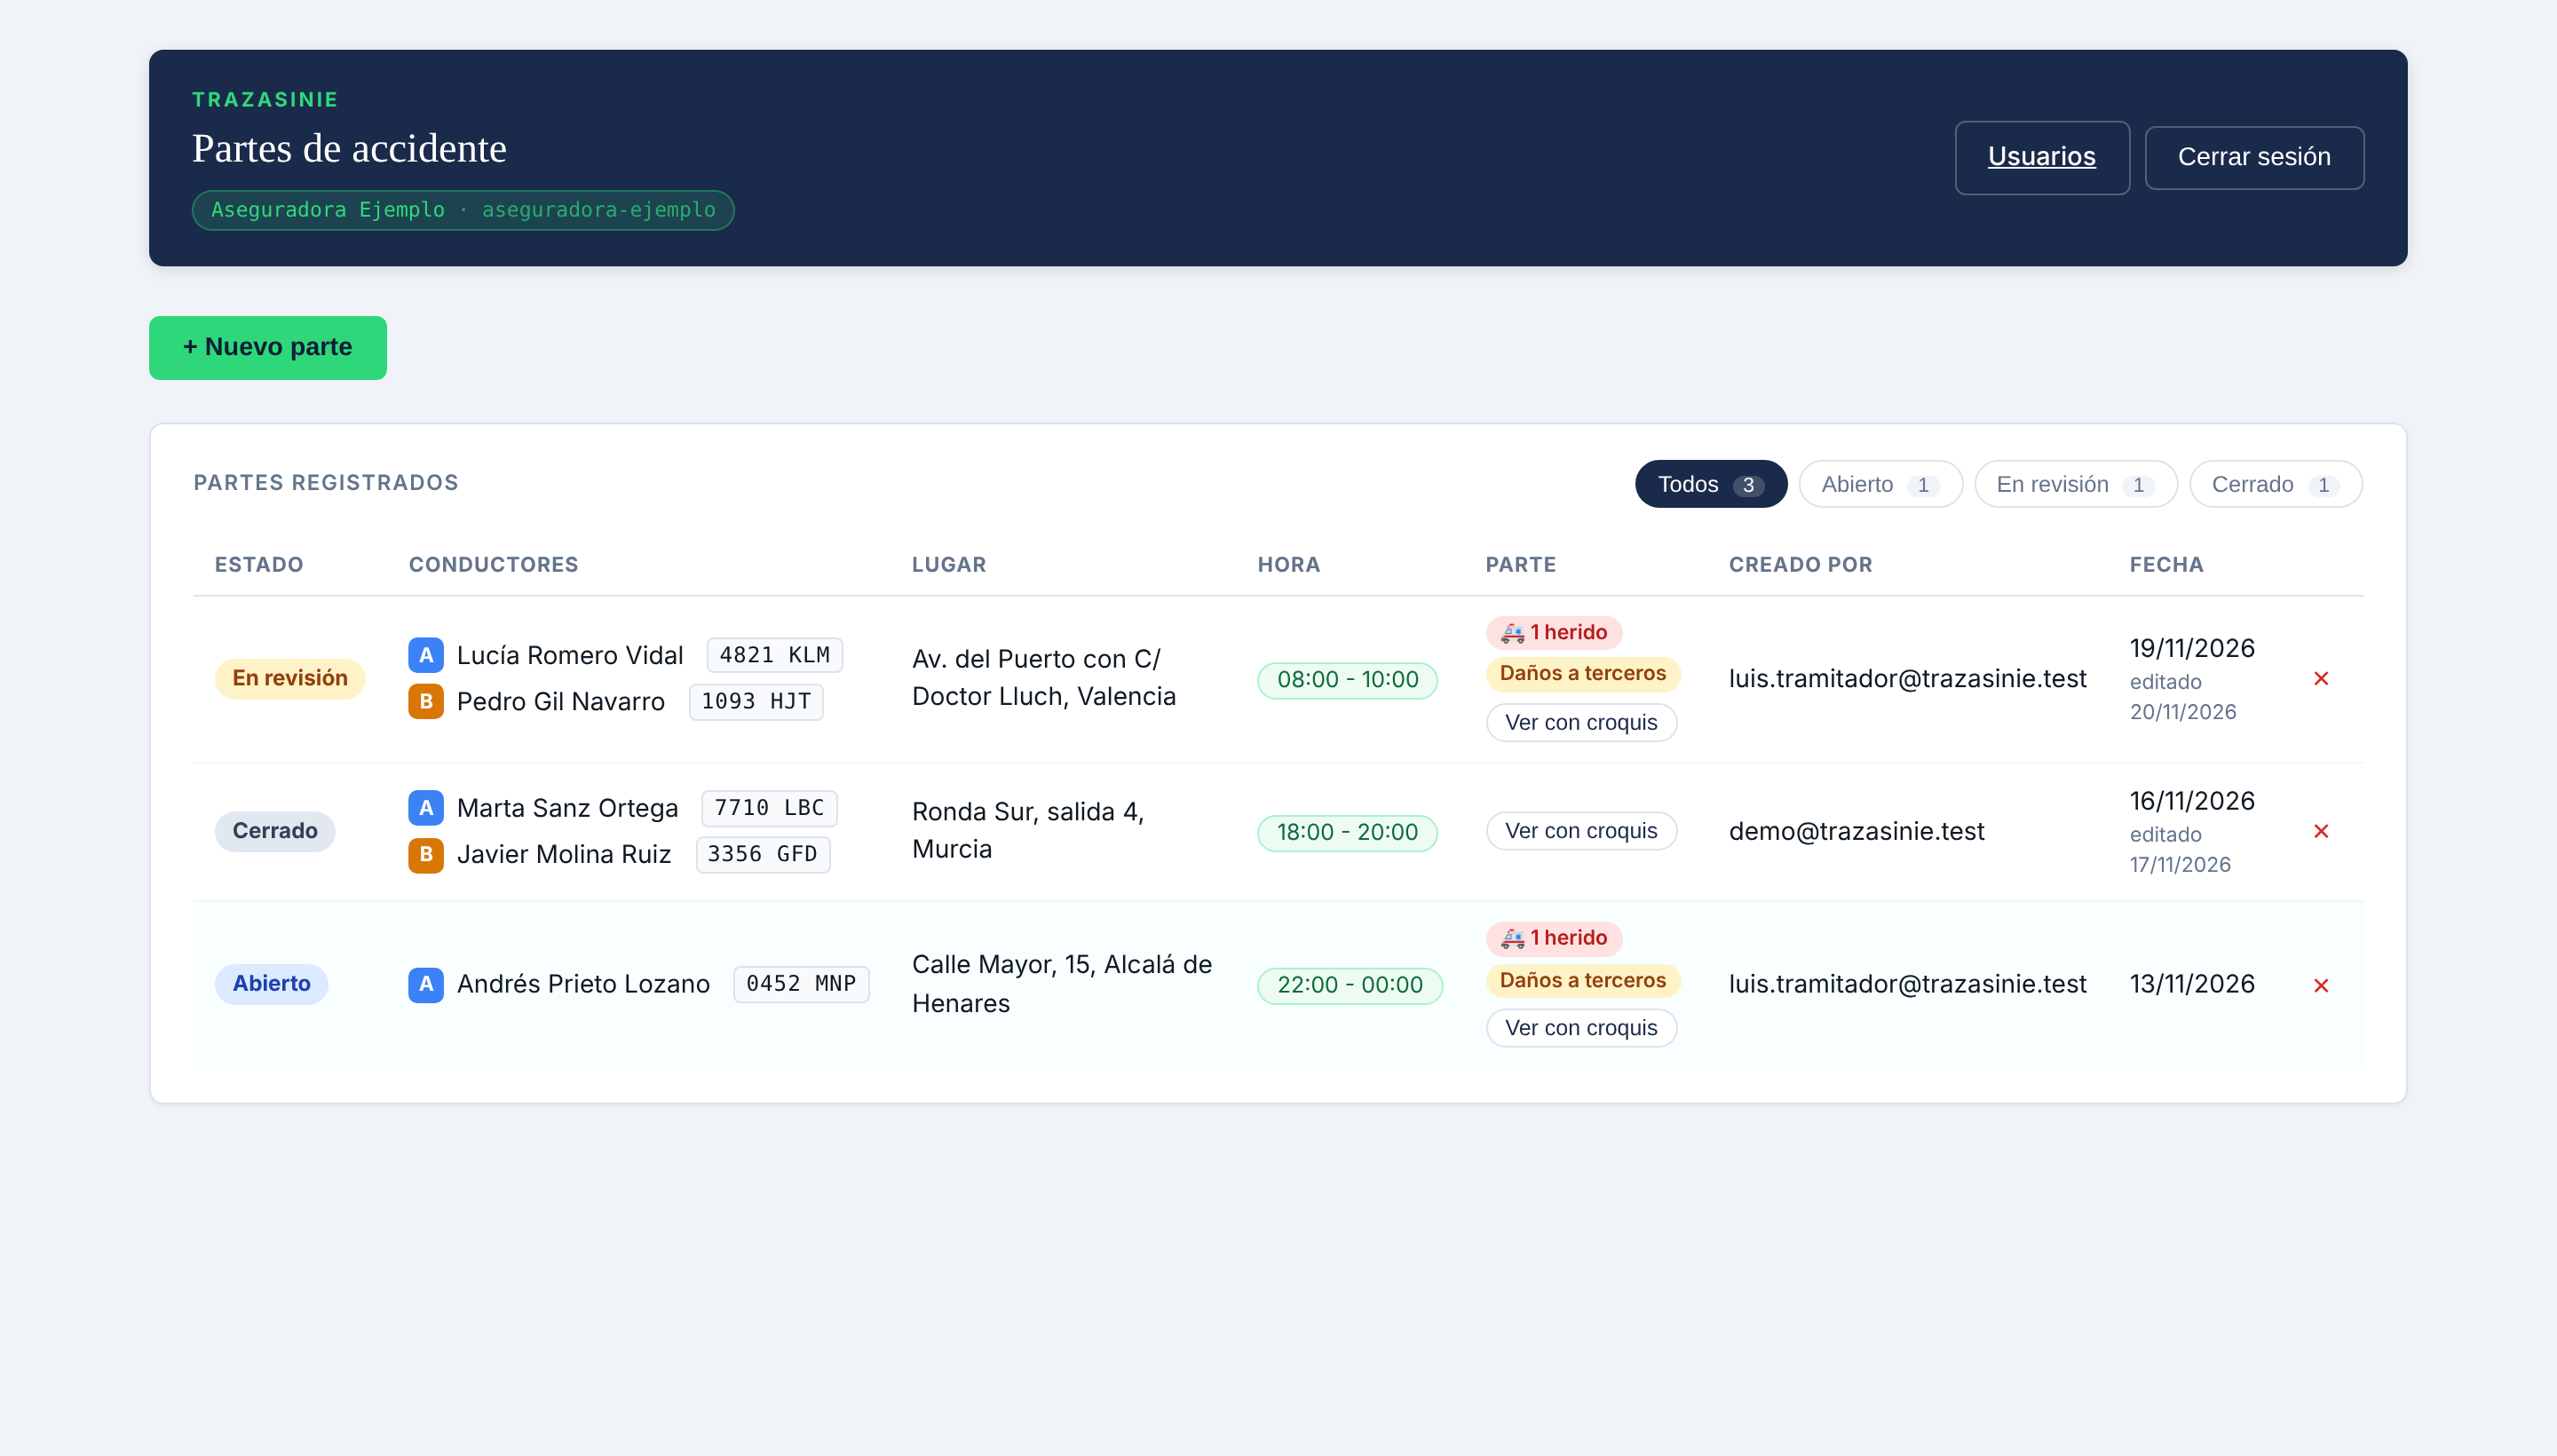 TRAZASINIE
Partes de accidente
Aseguradora Ejemplo · aseguradora-ejemplo
Usuarios
Cerrar sesión
+ Nuevo parte
PARTES REGISTRADOS
Todos 3
Abierto 1
En revisión 1
Cerrado 1
ESTADO CONDUCTORES LUGAR HORA PARTE CREADO POR FECHA
En revisión
A Lucía Romero Vidal 4821 KLM
B Pedro Gil Navarro 1093 HJT
Av. del Puerto con C/
Doctor Lluch, Valencia
08:00 - 10:00
🚑 1 herido
Daños a terceros
Ver con croquis
luis.tramitador@trazasinie.test
19/11/2026
editado
20/11/2026
×
Cerrado
A Marta Sanz Ortega 7710 LBC
B Javier Molina Ruiz 3356 GFD
Ronda Sur, salida 4,
Murcia
18:00 - 20:00
Ver con croquis
demo@trazasinie.test
16/11/2026
editado
17/11/2026
×
Abierto
A Andrés Prieto Lozano 0452 MNP
Calle Mayor, 15, Alcalá de
Henares
22:00 - 00:00
🚑 1 herido
Daños a terceros
Ver con croquis
luis.tramitador@trazasinie.test
13/11/2026
×